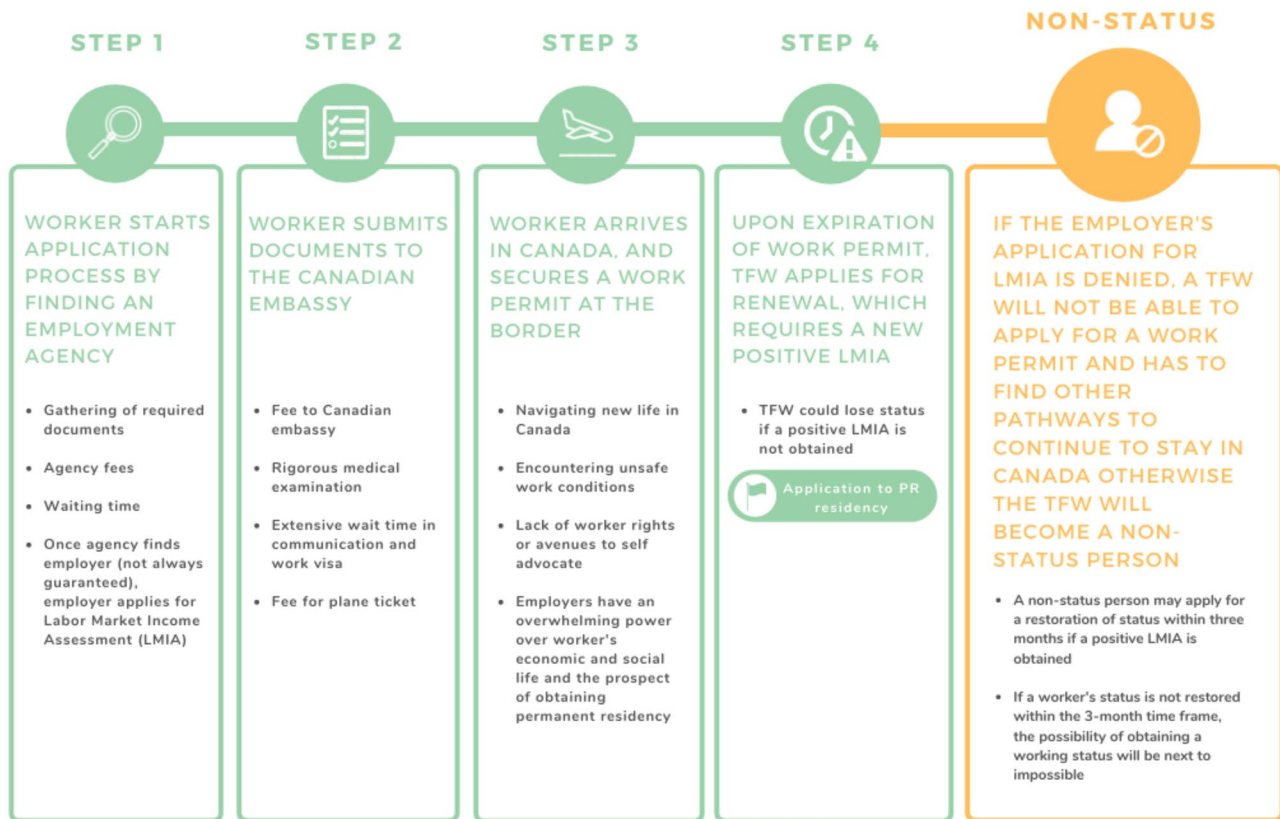 STEP 1
WORKER STARTS
APPLICATION
PROCESS BY
FINDING AN
EMPLOYMENT
AGENCY
• Gathering of required
documents
• Agency fees
• Waiting time
• Once agency finds
employer (not always
guaranteed),
employer applies for
Labor Market Income
Assessment (LMIA)
STEP 2
WORKER SUBMITS
DOCUMENTS TO
THE CANADIAN
EMBASSY
• Fee to Canadian
embassy
• Rigorous medical
examination
• Extensive wait time in
communication and
work visa
• Fee for plane ticket
STEP 3
WORKER ARRIVES
IN CANADA, AND
SECURES A WORK
PERMIT AT THE
BORDER
• Navigating new life in
Canada
• Encountering unsafe
work conditions
• Lack of worker rights
or avenues to self
advocate
• Employers have an
overwhelming power
over worker's
economic and social
life and the prospect
of obtaining
permanent residency
STEP 4
UPON EXPIRATION
OF WORK PERMIT,
TFW APPLIES FOR
RENEWAL, WHICH
REQUIRES A NEW
POSITIVE LMIA
• TFW could lose status
if a positive LMIA is
not obtained
Application to PR
residency
NON-STATUS
IF THE EMPLOYER'S
APPLICATION FOR
LMIA IS DENIED, A TFW
WILL NOT BE ABLE TO
APPLY FOR A WORK
PERMIT AND HAS TO
FIND OTHER
PATHWAYS TO
CONTINUE TO STAY IN
CANADA OTHERWISE
THE TFW WILL
BECOME A NON-
STATUS PERSON
• A non-status person may apply for
a restoration of status within three
months if a positive LMIA is
obtained
• If a worker's status is not restored
within the 3-month time frame,
the possibility of obtaining a
working status will be next to
impossible